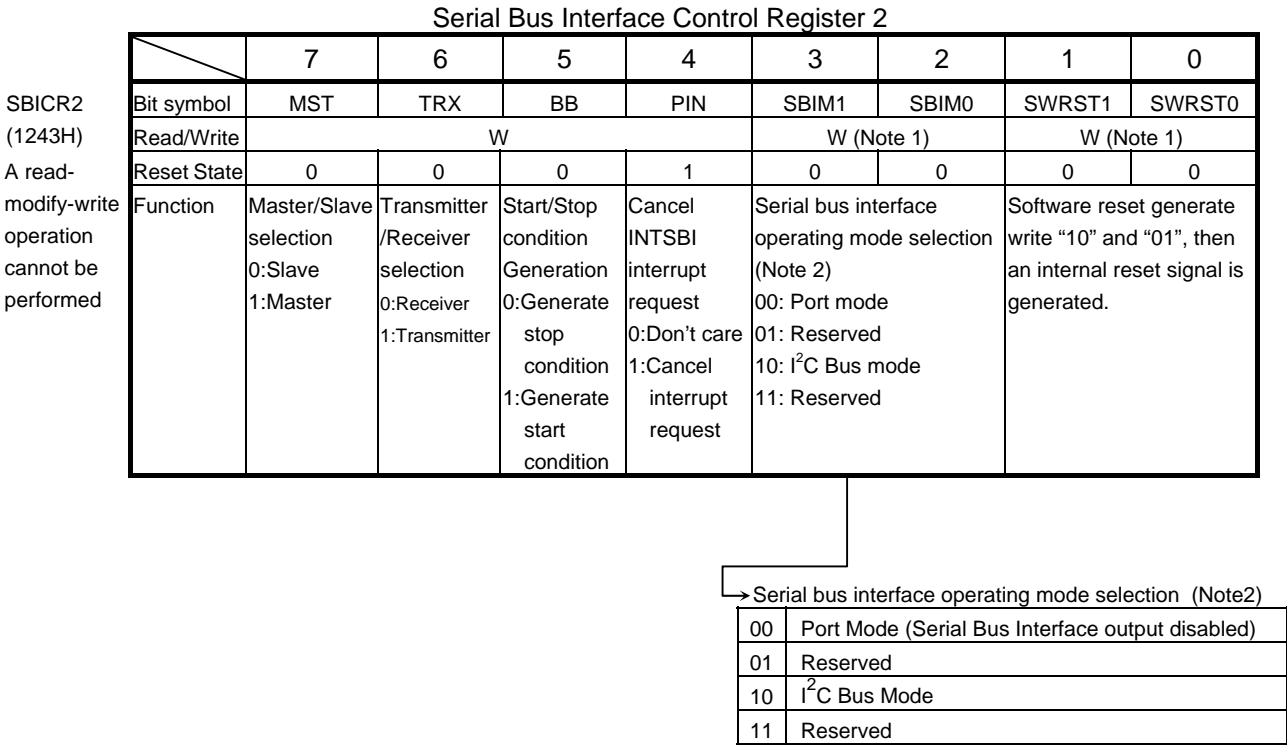 Serial Bus Interface Control Register 2
7 6 5 4 3 2 1 0
SBICR2
(1243H)
A read-
modify-write
operation
cannot be
performed
Bit symbol MST TRX BB PIN SBIM1 SBIM0 SWRST1 SWRST0
Read/Write W W (Note 1) W (Note 1)
Reset State 0 0 0 1 0 0 0 0
Function
Master/Slave
selection
0:Slave
1:Master
Transmitter
/Receiver
selection
0:Receiver
1:Transmitter
Start/Stop
condition
Generation
0:Generate
stop
condition
1:Generate
start
condition
Cancel
INTSBI
interrupt
request
0:Don’t care
1:Cancel
interrupt
request
Serial bus interface
operating mode selection
(Note 2)
00: Port mode
01: Reserved
10: I²C Bus mode
11: Reserved
Software reset generate
write “10” and “01”, then
an internal reset signal is
generated.
Serial bus interface operating mode selection (Note2)
00 Port Mode (Serial Bus Interface output disabled)
01 Reserved
10 I²C Bus Mode
11 Reserved